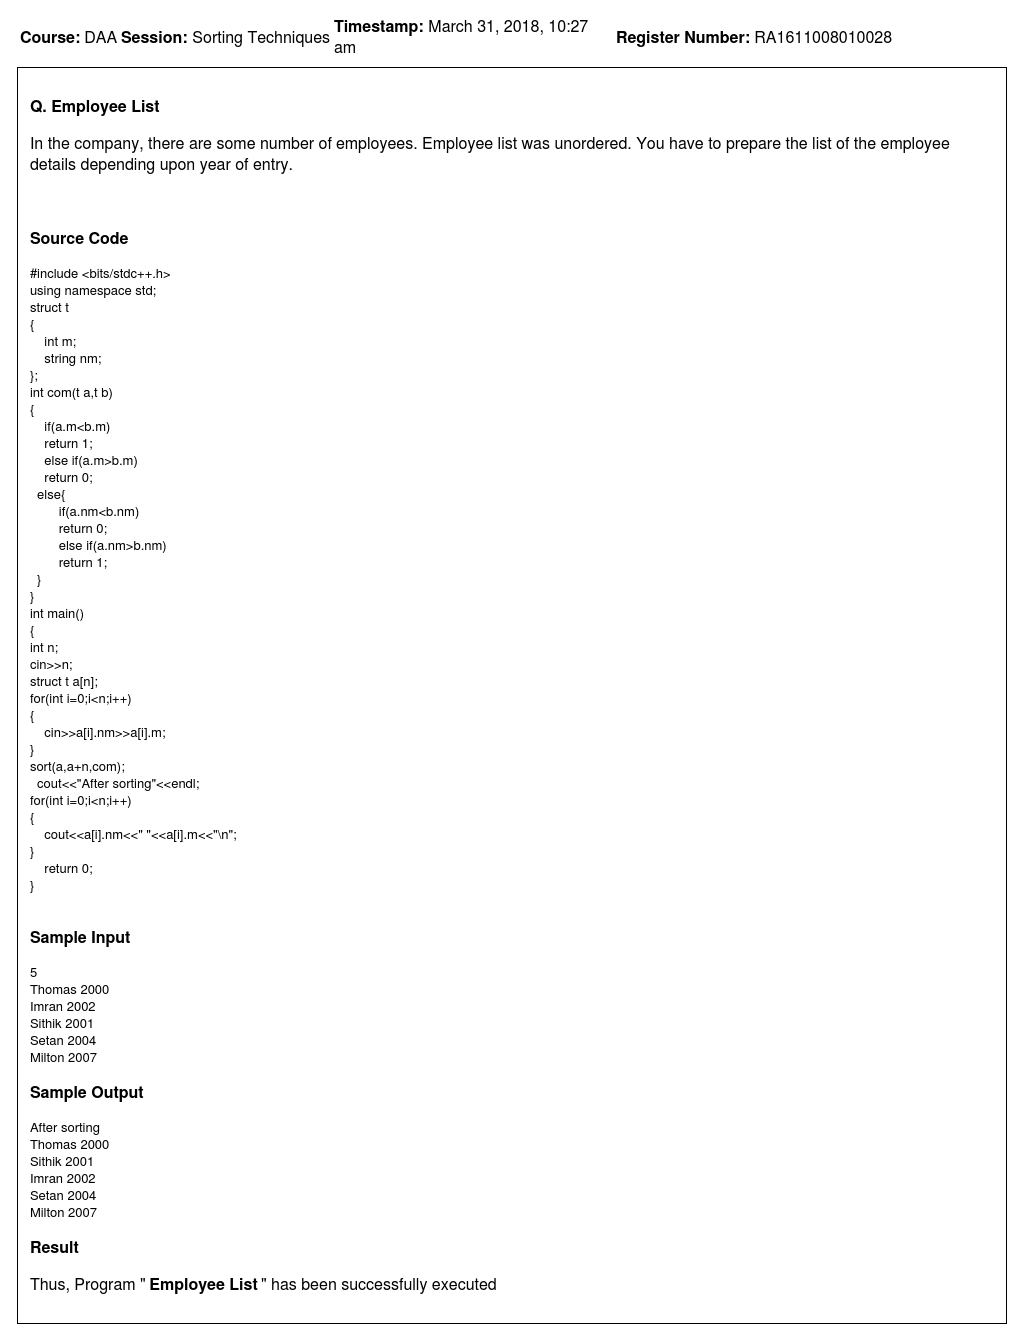 Course: DAA Session: Sorting Techniques Timestamp: March 31, 2018, 10:27 am Register Number: RA1611008010028
Q. Employee List
In the company, there are some number of employees. Employee list was unordered. You have to prepare the list of the employee
details depending upon year of entry.
Source Code
#include <bits/stdc++.h>
using namespace std;
struct t
{
    int m;
    string nm;
};
int com(t a,t b)
{
    if(a.m<b.m)
    return 1;
    else if(a.m>b.m)
    return 0;
  else{
        if(a.nm<b.nm)
        return 0;
        else if(a.nm>b.nm)
        return 1;
  }
}
int main()
{
int n;
cin>>n;
struct t a[n];
for(int i=0;i<n;i++)
{
    cin>>a[i].nm>>a[i].m;
}
sort(a,a+n,com);
  cout<<"After sorting"<<endl;
for(int i=0;i<n;i++)
{
    cout<<a[i].nm<<" "<<a[i].m<<"\n";
}
    return 0;
}
Sample Input
5
Thomas 2000
Imran 2002
Sithik 2001
Setan 2004
Milton 2007
Sample Output
After sorting
Thomas 2000
Sithik 2001
Imran 2002
Setan 2004
Milton 2007
Result
Thus, Program " Employee List " has been successfully executed